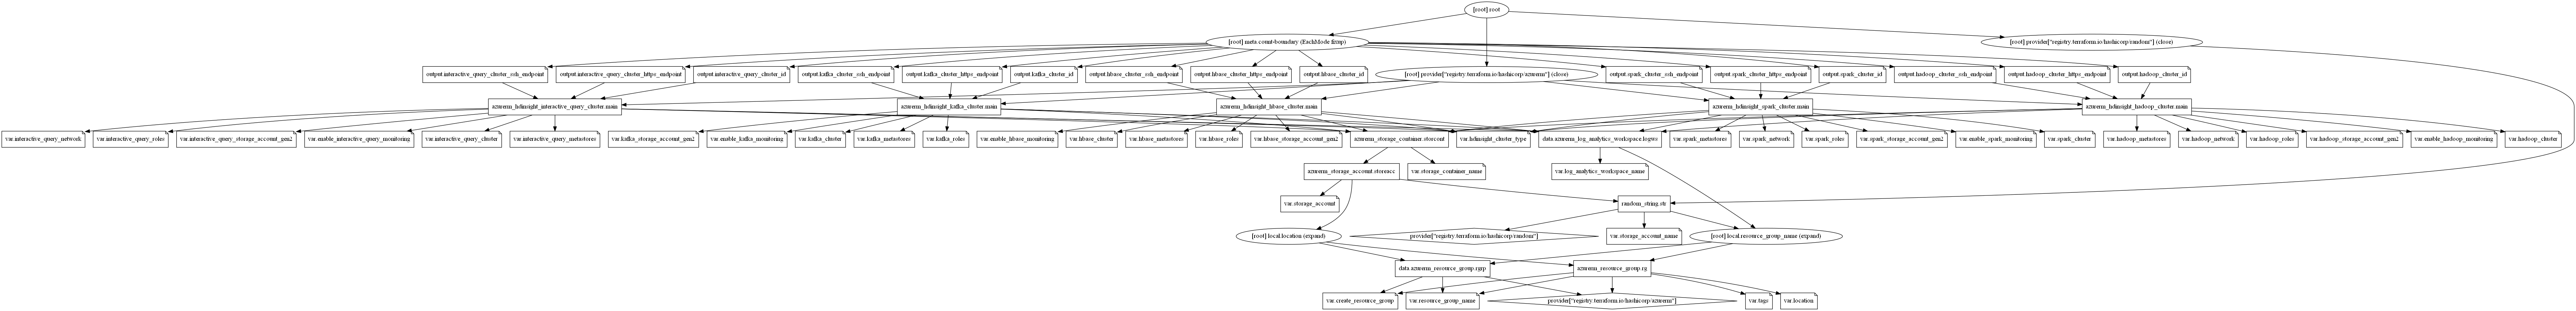 [root] root
[root] meta.count-boundary (EachMode fixup)
[root] provider["registry.terraform.io/hashicorp/random"] (close)
output.interactive_query_cluster_ssh_endpoint
output.interactive_query_cluster_https_endpoint
output.interactive_query_cluster_id
output.kafka_cluster_ssh_endpoint
output.kafka_cluster_https_endpoint
output.kafka_cluster_id
output.hbase_cluster_ssh_endpoint
output.hbase_cluster_https_endpoint
output.hbase_cluster_id
[root] provider["registry.terraform.io/hashicorp/azurerm"] (close)
output.spark_cluster_ssh_endpoint
output.spark_cluster_https_endpoint
output.spark_cluster_id
output.hadoop_cluster_ssh_endpoint
output.hadoop_cluster_https_endpoint
output.hadoop_cluster_id
azurerm_hdinsight_interactive_query_cluster.main
azurerm_hdinsight_kafka_cluster.main
azurerm_hdinsight_hbase_cluster.main
azurerm_hdinsight_spark_cluster.main
azurerm_hdinsight_hadoop_cluster.main
var.interactive_query_network
var.interactive_query_roles
var.interactive_query_storage_account_gen2
var.enable_interactive_query_monitoring
var.interactive_query_cluster
var.interactive_query_metastores
var.kafka_storage_account_gen2
var.enable_kafka_monitoring
var.kafka_cluster
var.kafka_metastores
var.kafka_roles
var.enable_hbase_monitoring
var.hbase_cluster
var.hbase_metastores
var.hbase_roles
var.hbase_storage_account_gen2
azurerm_storage_container.storcont
var.hdinsight_cluster_type
data.azurerm_log_analytics_workspace.logws
var.spark_metastores
var.spark_network
var.spark_roles
var.spark_storage_account_gen2
var.enable_spark_monitoring
var.spark_cluster
var.hadoop_metastores
var.hadoop_network
var.hadoop_roles
var.hadoop_storage_account_gen2
var.enable_hadoop_monitoring
var.hadoop_cluster
azurerm_storage_account.storeacc
var.storage_container_name
var.log_analytics_workspace_name
var.storage_account
random_string.str
[root] local.location (expand)
provider["registry.terraform.io/hashicorp/random"]
var.storage_account_name
[root] local.resource_group_name (expand)
data.azurerm_resource_group.rgrp
azurerm_resource_group.rg
var.create_resource_group
var.resource_group_name
provider["registry.terraform.io/hashicorp/azurerm"]
var.tags
var.location